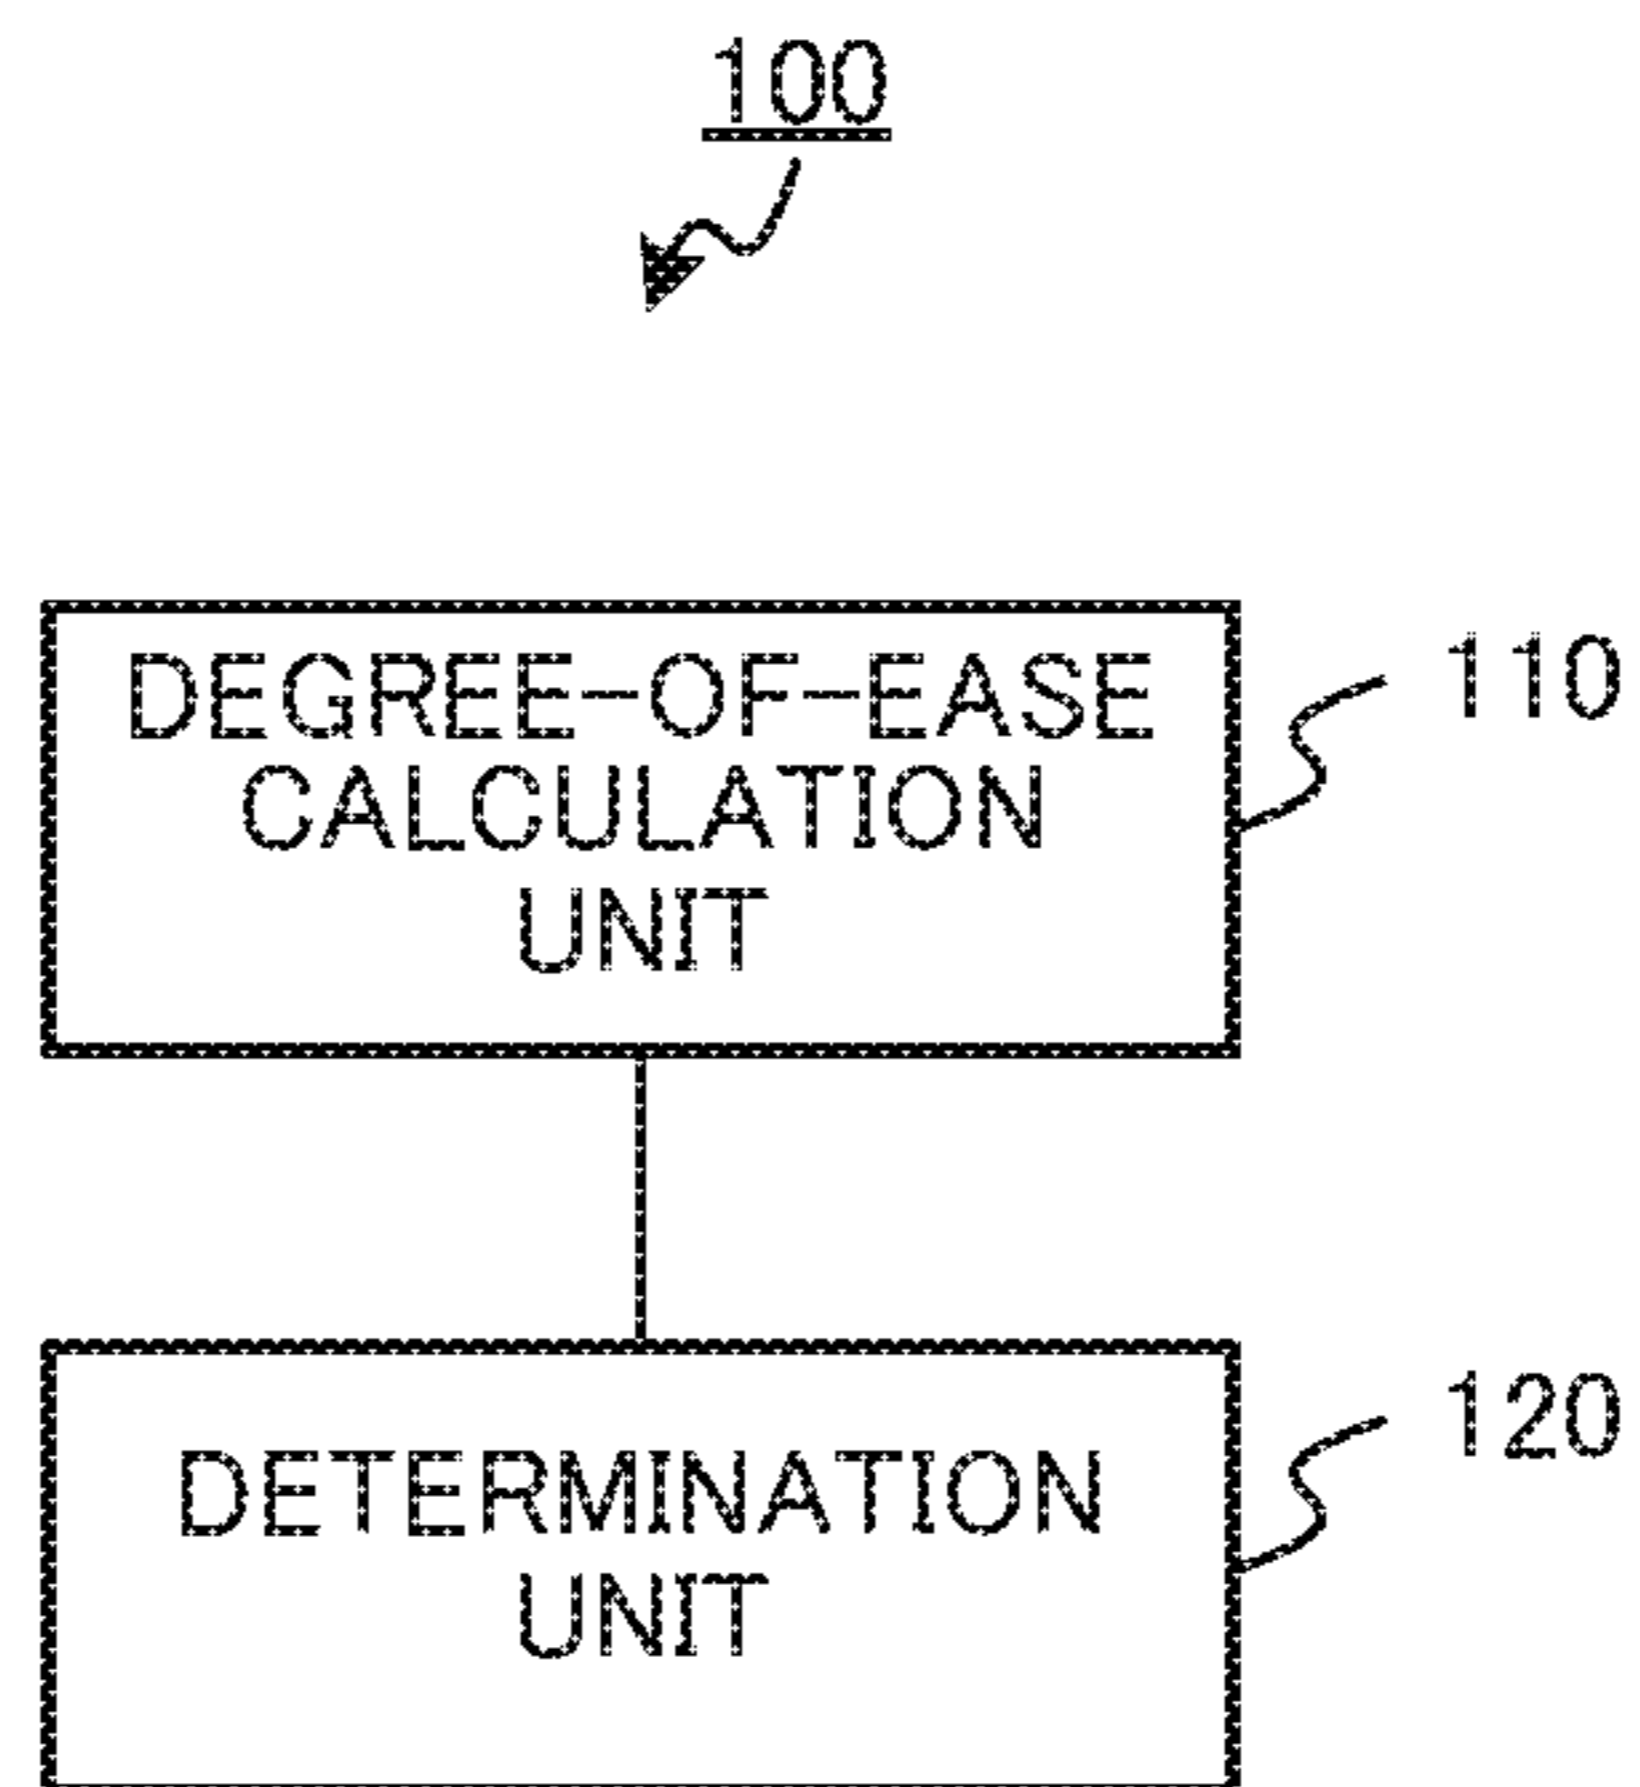 100
DEGREE-OF-EASE
CALCULATION
UNIT
110
DETERMINATION
UNIT
120